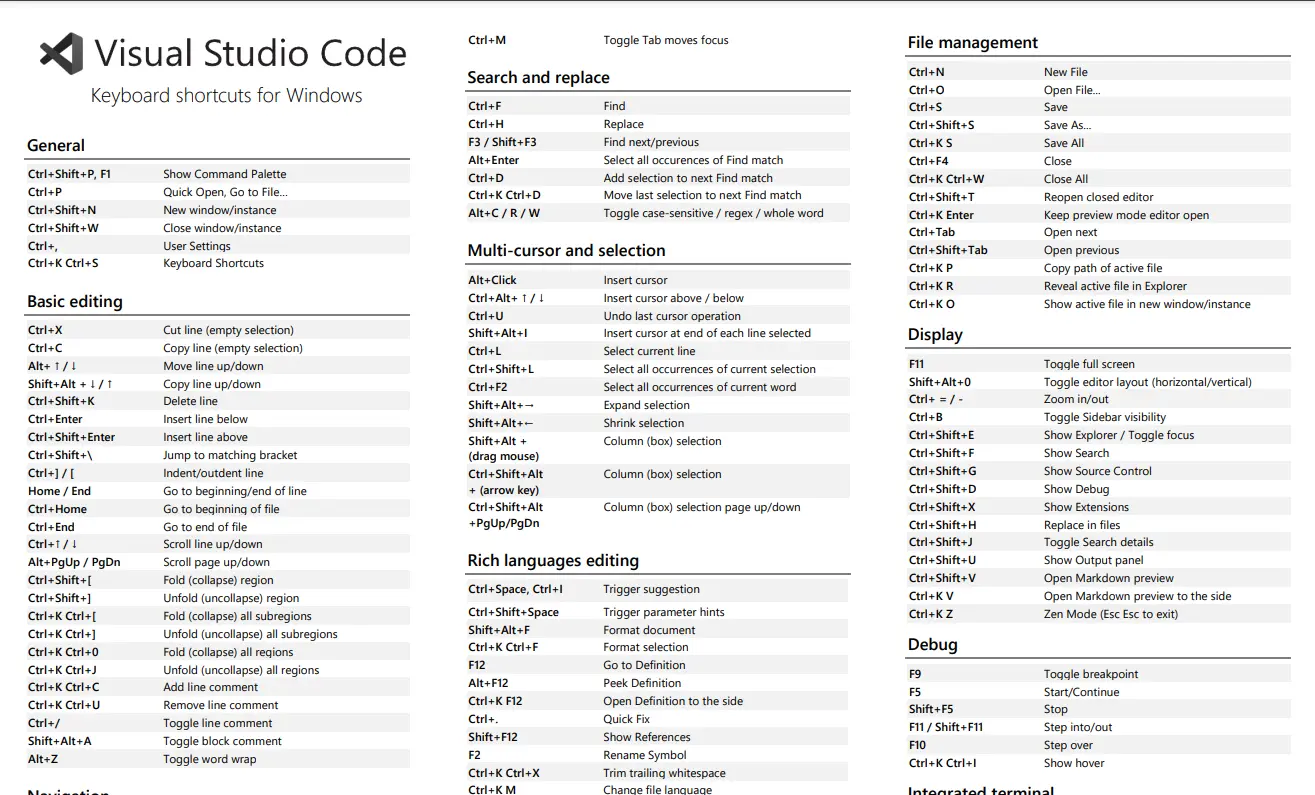 Visual Studio Code
Keyboard shortcuts for Windows
General
Ctrl+Shift+P, F1 Show Command Palette
Ctrl+P Quick Open, Go to File...
Ctrl+Shift+N New window/instance
Ctrl+Shift+W Close window/instance
Ctrl+, User Settings
Ctrl+K Ctrl+S Keyboard Shortcuts
Basic editing
Ctrl+X Cut line (empty selection)
Ctrl+C Copy line (empty selection)
Alt+ ↑ / ↓ Move line up/down
Shift+Alt + ↓ / ↑ Copy line up/down
Ctrl+Shift+K Delete line
Ctrl+Enter Insert line below
Ctrl+Shift+Enter Insert line above
Ctrl+Shift+\ Jump to matching bracket
Ctrl+] / [ Indent/outdent line
Home / End Go to beginning/end of line
Ctrl+Home Go to beginning of file
Ctrl+End Go to end of file
Ctrl+↑ / ↓ Scroll line up/down
Alt+PgUp / PgDn Scroll page up/down
Ctrl+Shift+[ Fold (collapse) region
Ctrl+Shift+] Unfold (uncollapse) region
Ctrl+K Ctrl+[ Fold (collapse) all subregions
Ctrl+K Ctrl+] Unfold (uncollapse) all subregions
Ctrl+K Ctrl+0 Fold (collapse) all regions
Ctrl+K Ctrl+J Unfold (uncollapse) all regions
Ctrl+K Ctrl+C Add line comment
Ctrl+K Ctrl+U Remove line comment
Ctrl+/ Toggle line comment
Shift+Alt+A Toggle block comment
Alt+Z Toggle word wrap
Navigation
Ctrl+M Toggle Tab moves focus
Search and replace
Ctrl+F Find
Ctrl+H Replace
F3 / Shift+F3 Find next/previous
Alt+Enter Select all occurences of Find match
Ctrl+D Add selection to next Find match
Ctrl+K Ctrl+D Move last selection to next Find match
Alt+C / R / W Toggle case-sensitive / regex / whole word
Multi-cursor and selection
Alt+Click Insert cursor
Ctrl+Alt+ ↑ / ↓ Insert cursor above / below
Ctrl+U Undo last cursor operation
Shift+Alt+I Insert cursor at end of each line selected
Ctrl+L Select current line
Ctrl+Shift+L Select all occurrences of current selection
Ctrl+F2 Select all occurrences of current word
Shift+Alt+→ Expand selection
Shift+Alt+← Shrink selection
Shift+Alt + Column (box) selection
(drag mouse)
Ctrl+Shift+Alt Column (box) selection
+ (arrow key)
Ctrl+Shift+Alt Column (box) selection page up/down
+PgUp/PgDn
Rich languages editing
Ctrl+Space, Ctrl+I Trigger suggestion
Ctrl+Shift+Space Trigger parameter hints
Shift+Alt+F Format document
Ctrl+K Ctrl+F Format selection
F12 Go to Definition
Alt+F12 Peek Definition
Ctrl+K F12 Open Definition to the side
Ctrl+. Quick Fix
Shift+F12 Show References
F2 Rename Symbol
Ctrl+K Ctrl+X Trim trailing whitespace
Ctrl+K M Change file language
File management
Ctrl+N New File
Ctrl+O Open File...
Ctrl+S Save
Ctrl+Shift+S Save As...
Ctrl+K S Save All
Ctrl+F4 Close
Ctrl+K Ctrl+W Close All
Ctrl+Shift+T Reopen closed editor
Ctrl+K Enter Keep preview mode editor open
Ctrl+Tab Open next
Ctrl+Shift+Tab Open previous
Ctrl+K P Copy path of active file
Ctrl+K R Reveal active file in Explorer
Ctrl+K O Show active file in new window/instance
Display
F11 Toggle full screen
Shift+Alt+0 Toggle editor layout (horizontal/vertical)
Ctrl+ = / - Zoom in/out
Ctrl+B Toggle Sidebar visibility
Ctrl+Shift+E Show Explorer / Toggle focus
Ctrl+Shift+F Show Search
Ctrl+Shift+G Show Source Control
Ctrl+Shift+D Show Debug
Ctrl+Shift+X Show Extensions
Ctrl+Shift+H Replace in files
Ctrl+Shift+J Toggle Search details
Ctrl+Shift+U Show Output panel
Ctrl+Shift+V Open Markdown preview
Ctrl+K V Open Markdown preview to the side
Ctrl+K Z Zen Mode (Esc Esc to exit)
Debug
F9 Toggle breakpoint
F5 Start/Continue
Shift+F5 Stop
F11 / Shift+F11 Step into/out
F10 Step over
Ctrl+K Ctrl+I Show hover
Integrated terminal